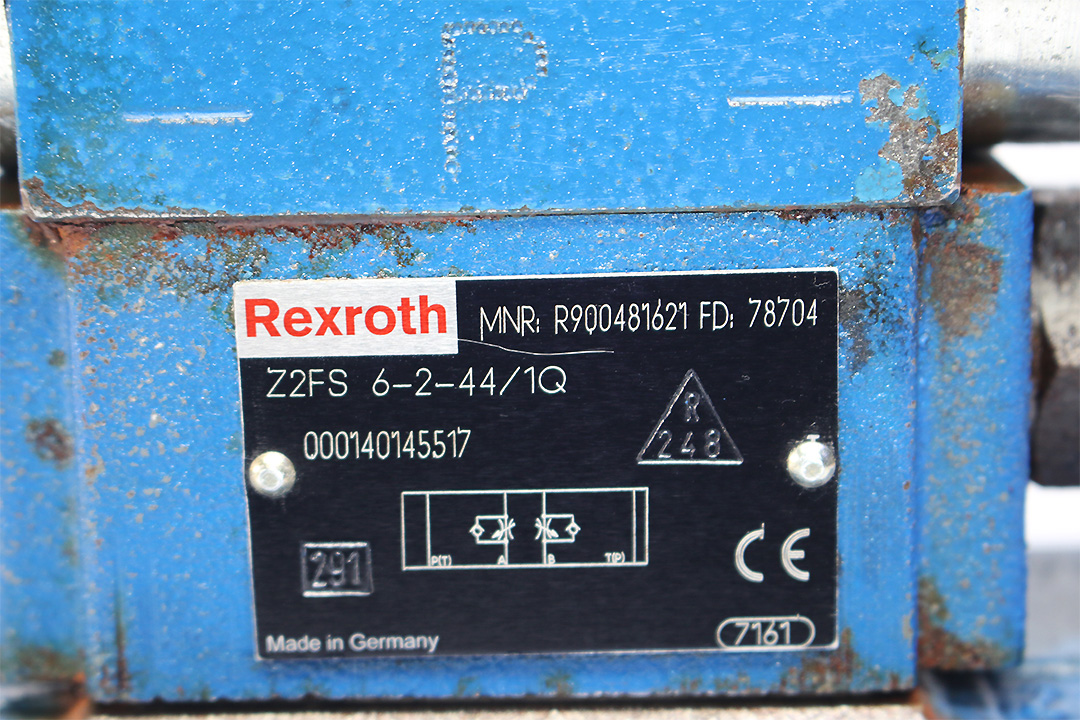 P
Rexroth MNR: R900481621 FD: 78704
Z2FS 6-2-44/1Q
R
248
000140145517
P(T) A B T(P)
291
CE
Made in Germany
7161